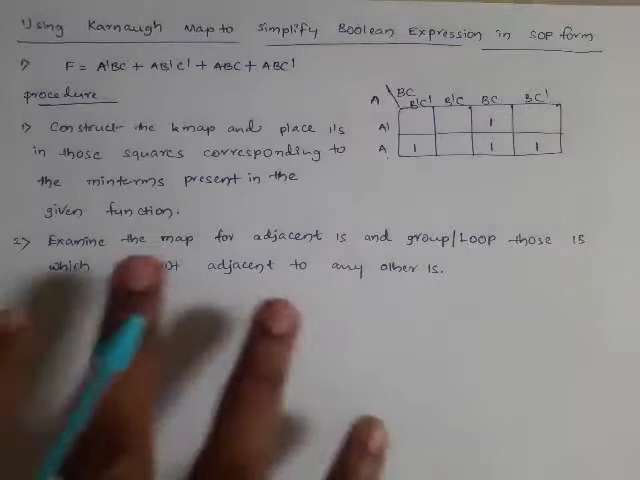 Using Karnaugh Map to simplify Boolean Expression in SOP form
1) F = A'BC + AB'C' + ABC + ABC'
procedure
1) Construct the kmap and place 1's
in those squares corresponding to
the minterms present in the
given function.
2) Examine the map for adjacent 1s and group/Loop those 1s
which adjacent to any other 1s.
A BC
B'C' B'C BC BC'
A' 1
A 1 1 1